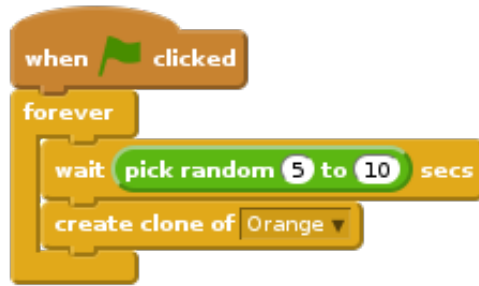 when clicked
forever
wait pick random 5 to 10 secs
create clone of Orange